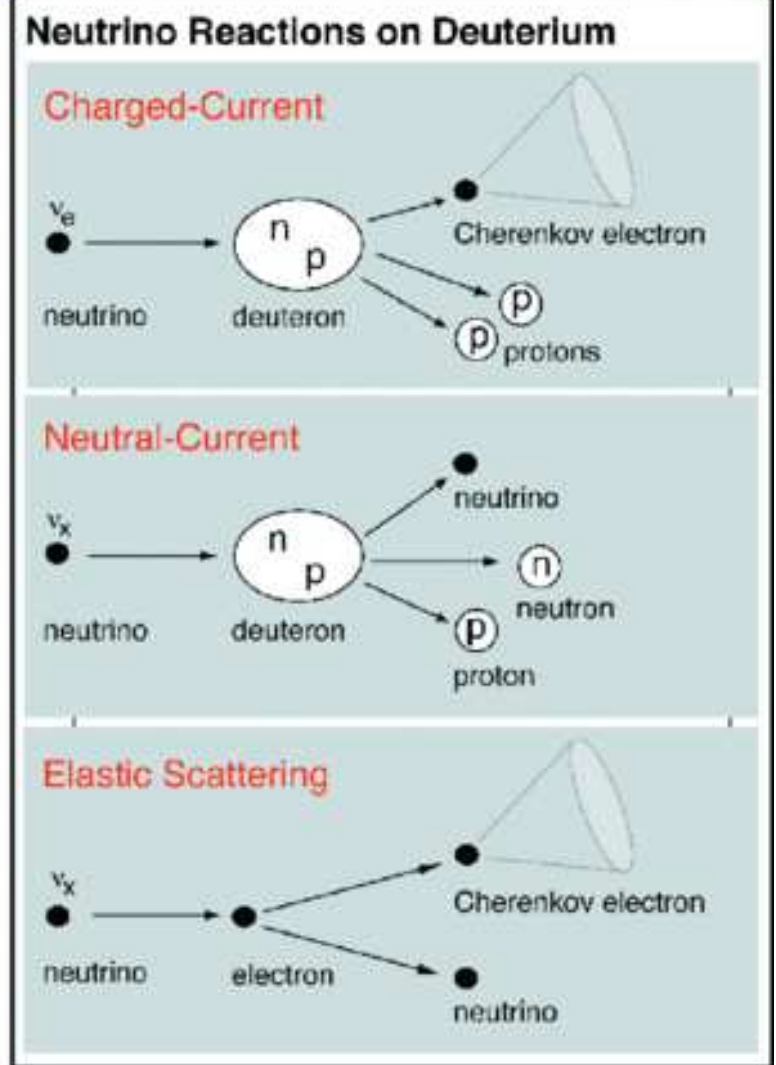 Neutrino Reactions on Deuterium
Charged-Current
νe
n
p
Cherenkov electron
neutrino
deuteron
p
p
protons
Neutral-Current
νx
n
p
neutrino
n
neutron
neutrino
deuteron
p
proton
Elastic Scattering
νx
Cherenkov electron
neutrino
electron
neutrino